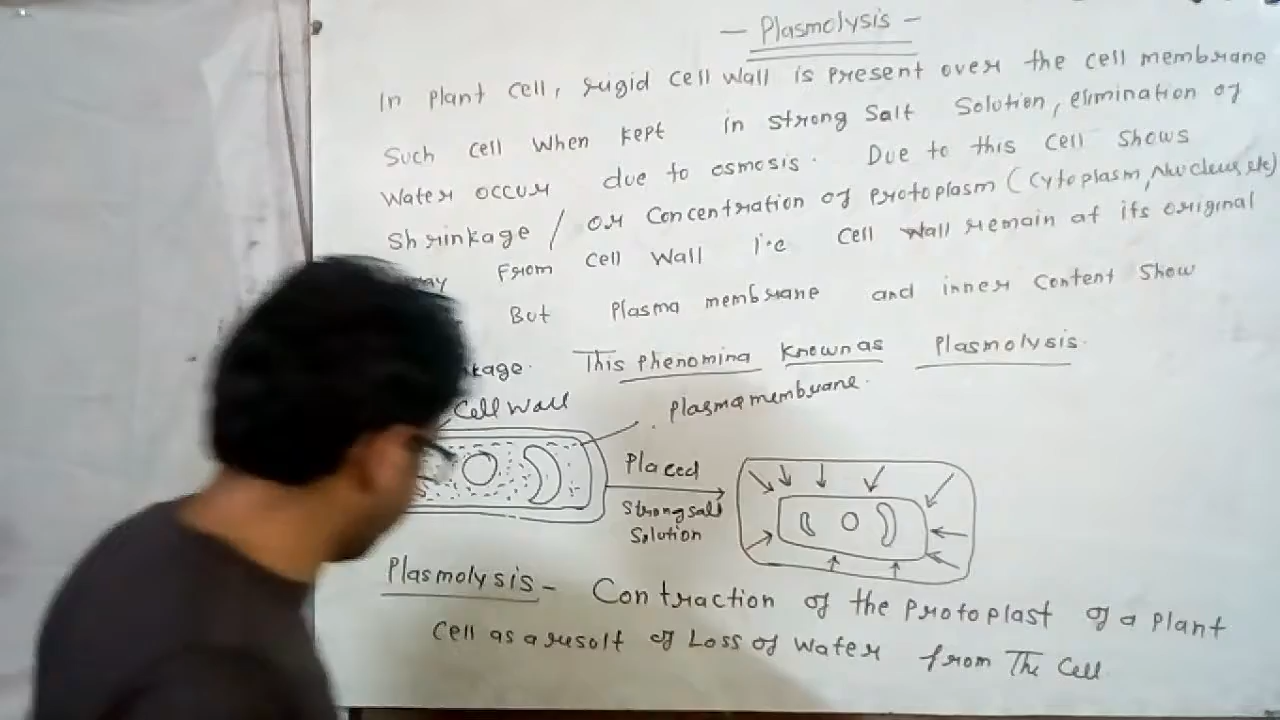 — Plasmolysis —
In plant cell, rigid cell wall is present over the cell membrane
Such cell when kept in strong Salt Solution, elimination of
Water occur due to osmosis. Due to this cell shows
Shrinkage / or Concentration of protoplasm (Cytoplasm, Nucleus, etc)
From cell wall i.e cell wall remain at its original
But plasma membrane and inner content Show
This phenomina known as Plasmolysis.
Cell wall
Plasma membrane.
Placed
Strong salt
Solution
Plasmolysis - Contraction of the protoplast of a plant
cell as a resolt of Loss of water from The Cell